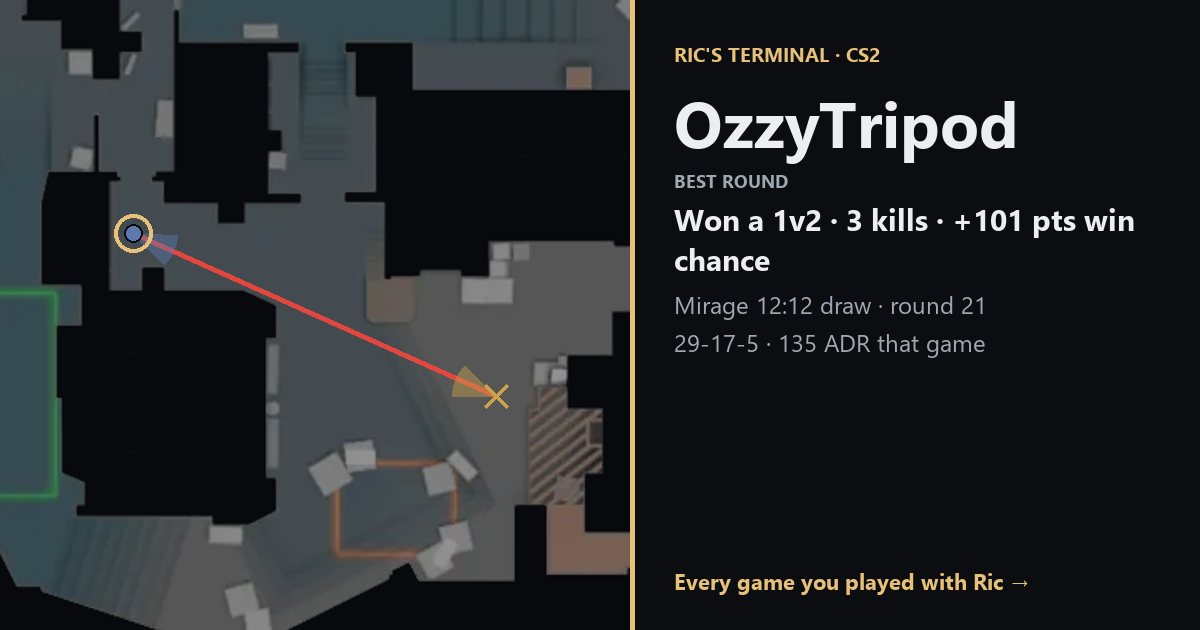 RIC'S TERMINAL · CS2
OzzyTripod
BEST ROUND
Won a 1v2 · 3 kills · +101 pts win
chance
Mirage 12:12 draw · round 21
29-17-5 · 135 ADR that game
Every game you played with Ric →